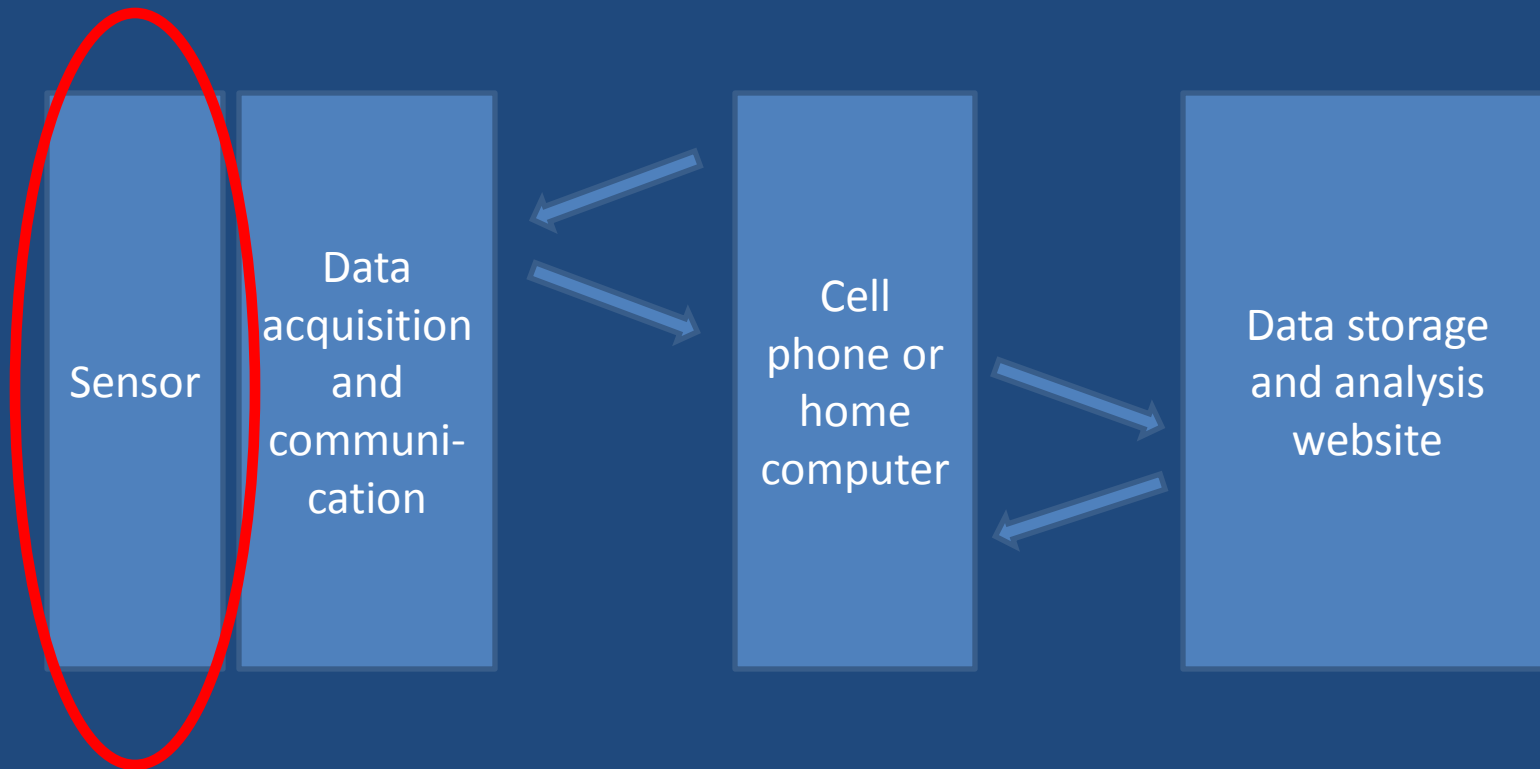 Sensor
Data
acquisition
and
communi-
cation
Cell
phone or
home
computer
Data storage
and analysis
website